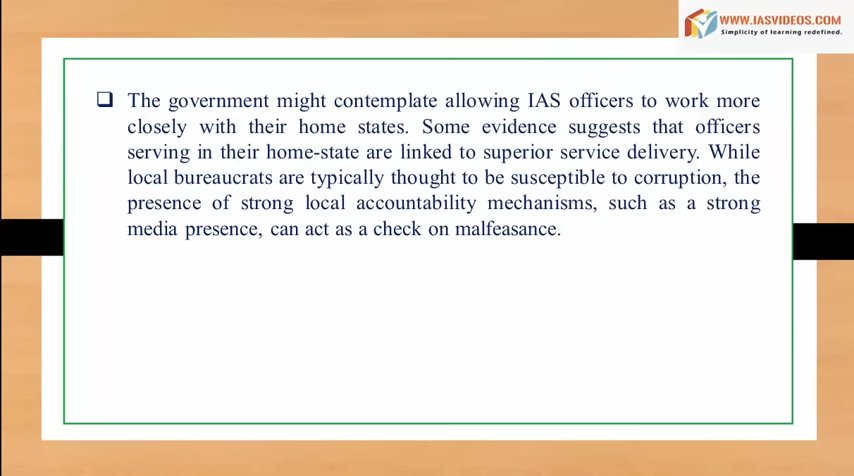 WWW.IASVIDEOS.COM
Simplicity of learning redefined.
The government might contemplate allowing IAS officers to work more
closely with their home states. Some evidence suggests that officers
serving in their home-state are linked to superior service delivery. While
local bureaucrats are typically thought to be susceptible to corruption, the
presence of strong local accountability mechanisms, such as a strong
media presence, can act as a check on malfeasance.